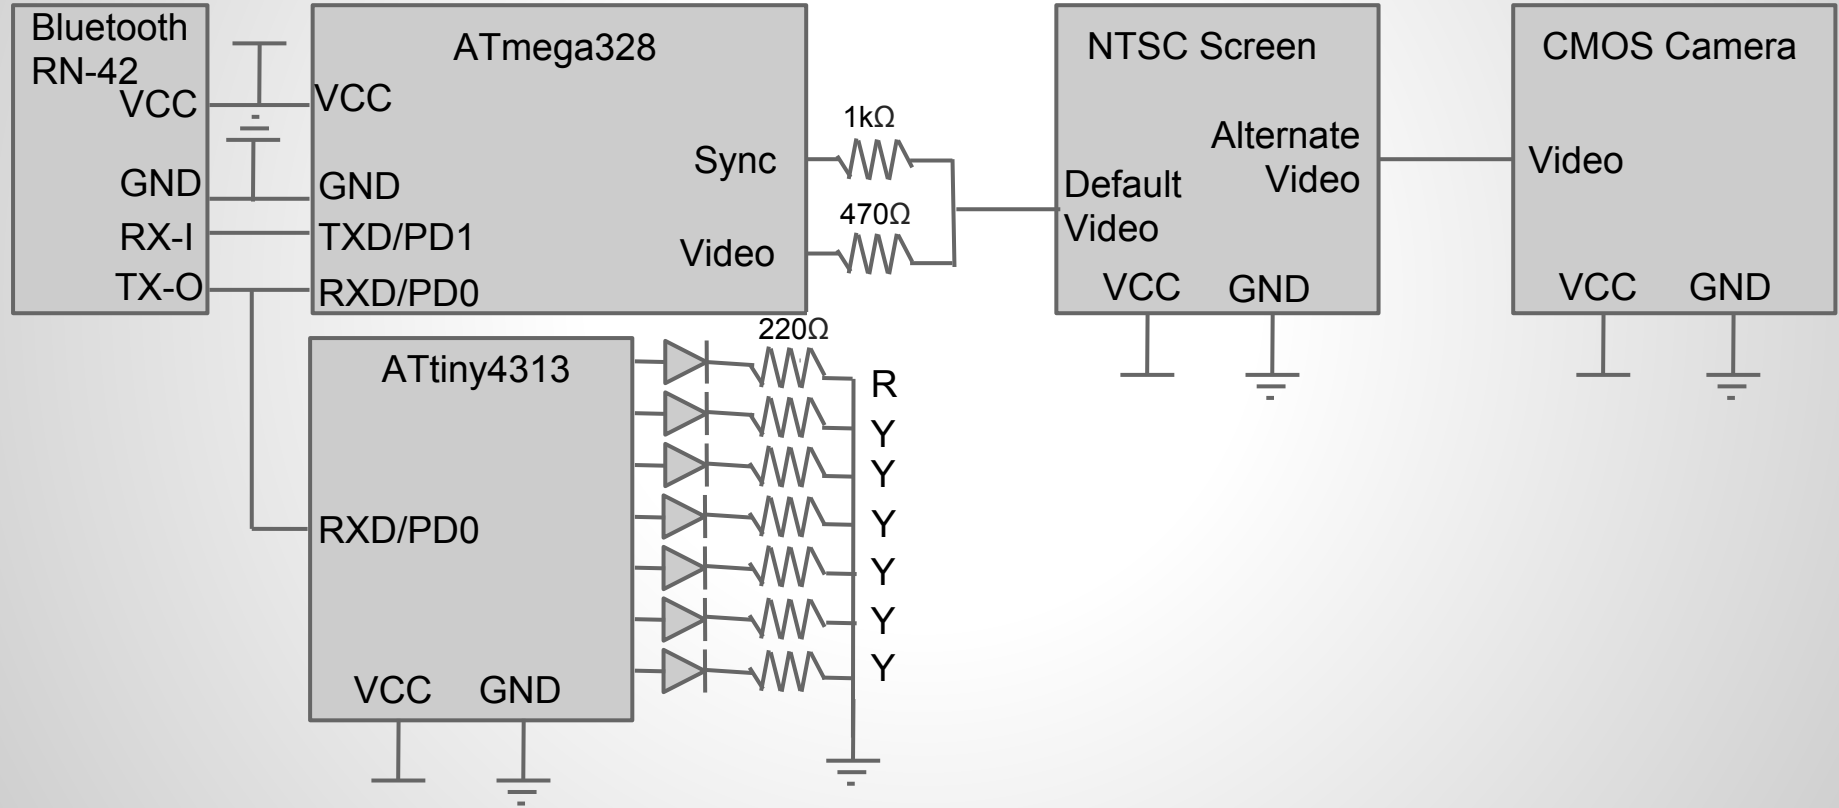 Bluetooth
RN-42
VCC
GND
RX-I
TX-O
ATmega328
VCC
GND
TXD/PD1
RXD/PD0
Sync
Video
1kΩ
470Ω
NTSC Screen
Alternate
Video
Default
Video
VCC GND
CMOS Camera
Video
VCC GND
ATtiny4313
RXD/PD0
VCC GND
220Ω
R
Y
Y
Y
Y
Y
Y